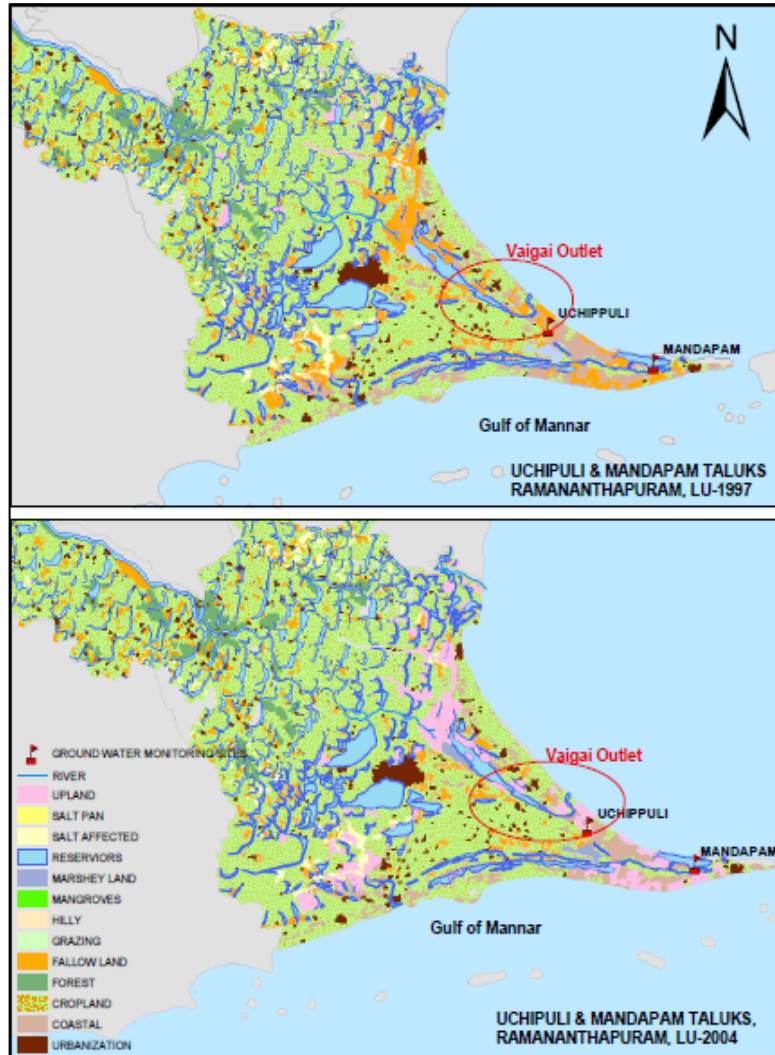 N
Vaigai Outlet
UCHIPPULI
MANDAPAM
Gulf of Mannar
UCHIPULI & MANDAPAM TALUKS
RAMANANTHAPURAM, LU-1997
Vaigai Outlet
GROUND WATER MONITORING SITES
UCHIPPULI
RIVER
UPLAND
SALT PAN
SALT AFFECTED
MANDAPAM
RESERVIORS
MARSHEY LAND
MANGROVES
HILLY
GRAZING
Gulf of Mannar
FALLOW LAND
FOREST
CROPLAND
COASTAL
URBANIZATION
UCHIPULI & MANDAPAM TALUKS,
RAMANANTHAPURAM, LU-2004